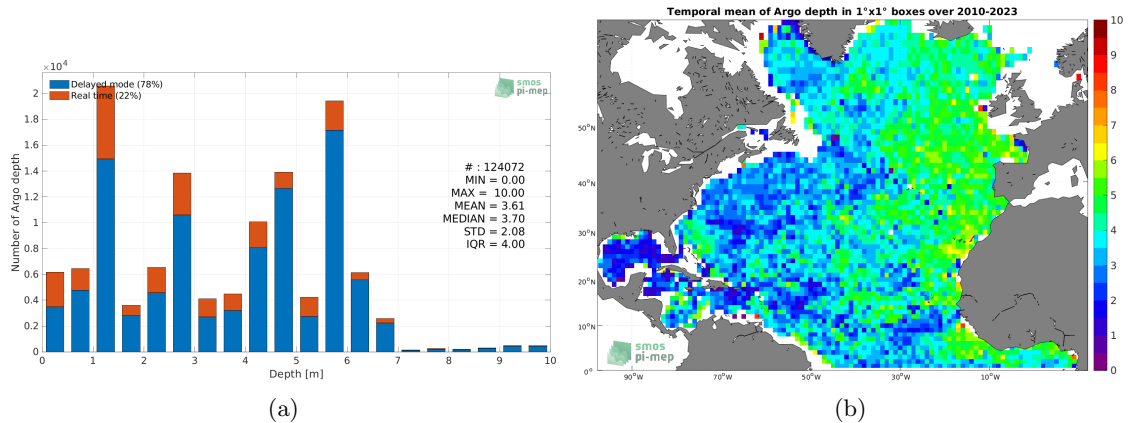 ×10⁴
Delayed mode (78%)
Real time (22%)
smos
pi-mep
Number of Argo depth
2
1.8
1.6
1.4
1.2
1
0.8
0.6
0.4
0.2
0
# : 124072
MIN = 0.00
MAX = 10.00
MEAN = 3.61
MEDIAN = 3.70
STD = 2.08
IQR = 4.00
0 1 2 3 4 5 6 7 8 9 10
Depth [m]
(a)
Temporal mean of Argo depth in 1°x1° boxes over 2010-2023
50°N
40°N
30°N
20°N
10°N
0°
90°W 70°W 50°W 30°W 10°W
smos
pi-mep
10
9
8
7
6
5
4
3
2
1
0
(b)